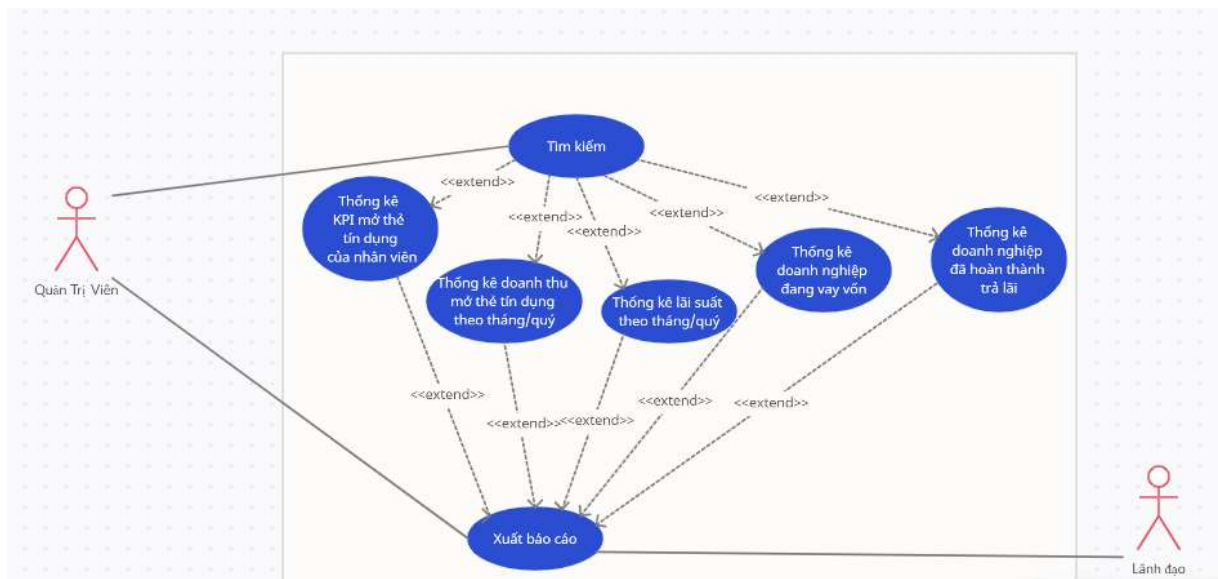 Tìm kiếm
<<extend>>
<<extend>>
<<extend>>
<<extend>>
<<extend>>
Thống kê
KPI mở thẻ
tín dụng
của nhân viên
Thống kê doanh thu
mở thẻ tín dụng
theo tháng/quý
Thống kê lãi suất
theo tháng/quý
Thống kê
doanh nghiệp
đang vay vốn
Thống kê
doanh nghiệp
đã hoàn thành
trả lãi
Quản Trị Viên
<<extend>>
<<extend>>
<<extend>>
<<extend>>
<<extend>>
Xuất báo cáo
Lãnh đạo